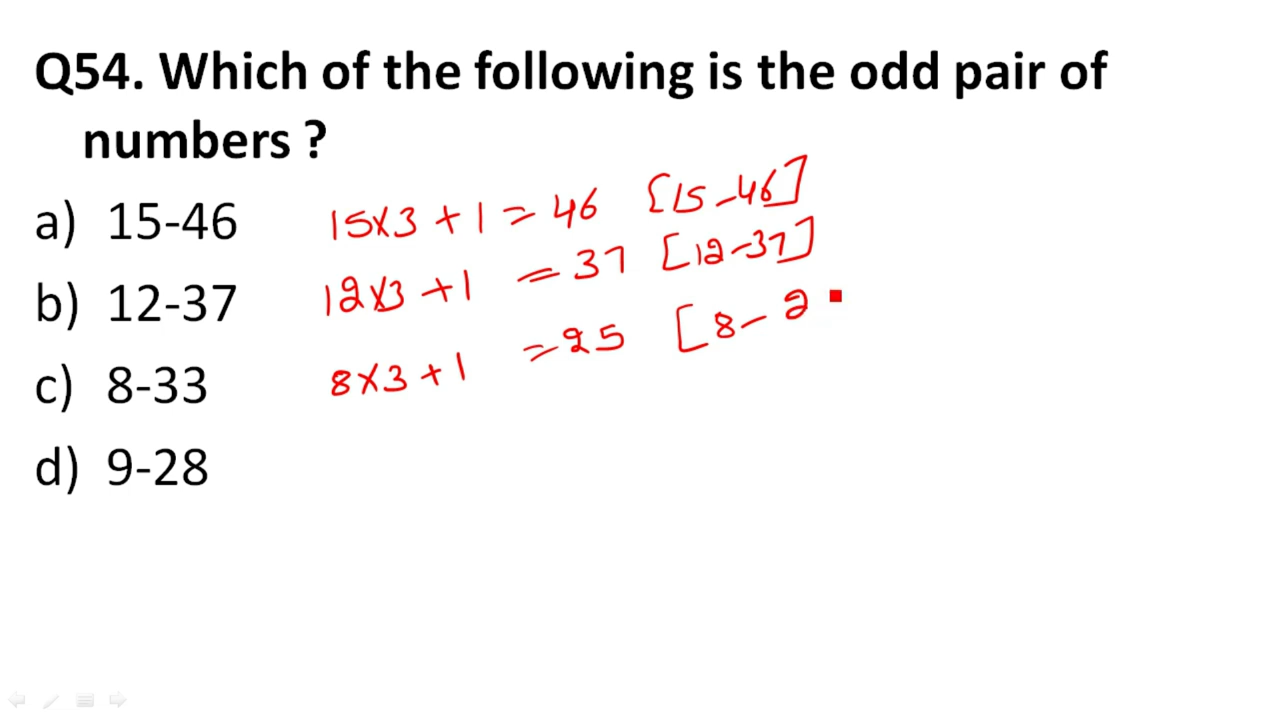 Q54. Which of the following is the odd pair of
numbers ?
a) 15-46 15x3 + 1 = 46 [15-46]
b) 12-37 12x3 + 1 = 37 [12-37]
c) 8-33 8x3 + 1 = 25 [8-2
d) 9-28